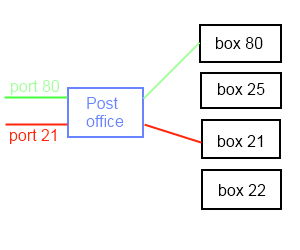 port 80
port 21
Post
office
box 80
box 25
box 21
box 22